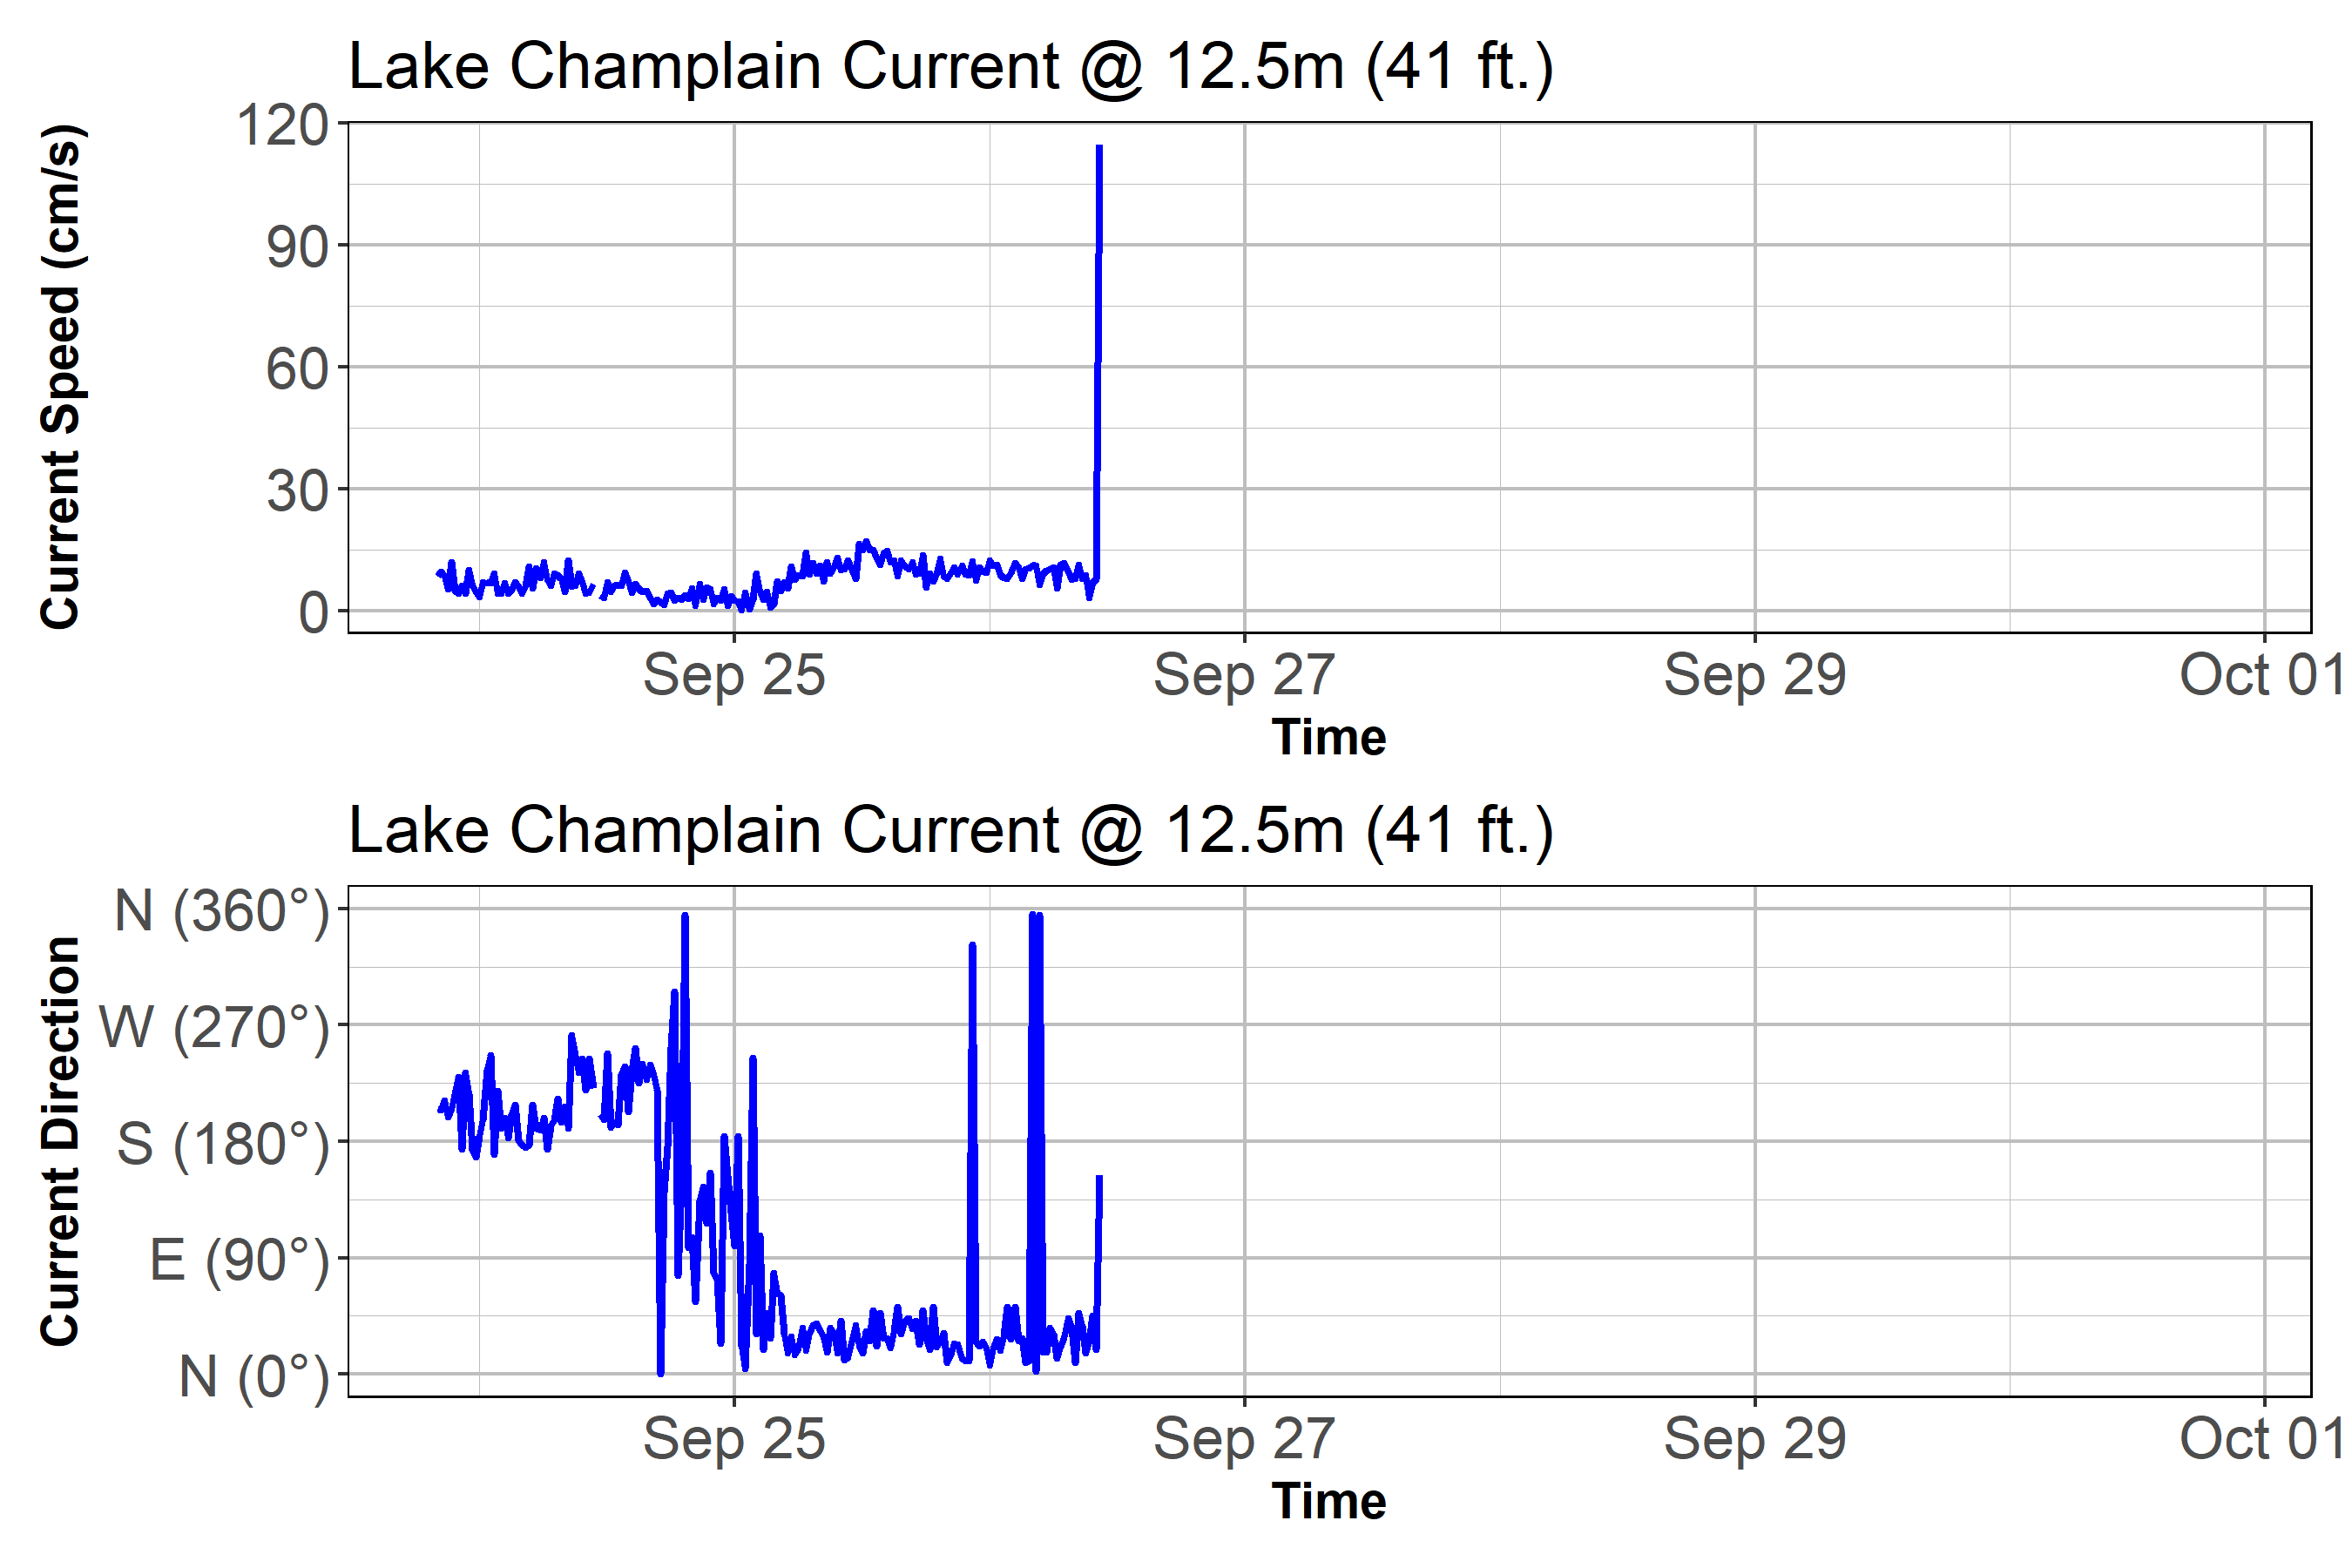 Lake Champlain Current @ 12.5m (41 ft.)
Current Speed (cm/s)
120
90
60
30
0
Sep 25 Sep 27 Sep 29 Oct 01
Time
Lake Champlain Current @ 12.5m (41 ft.)
Current Direction
N (360°)
W (270°)
S (180°)
E (90°)
N (0°)
Sep 25 Sep 27 Sep 29 Oct 01
Time